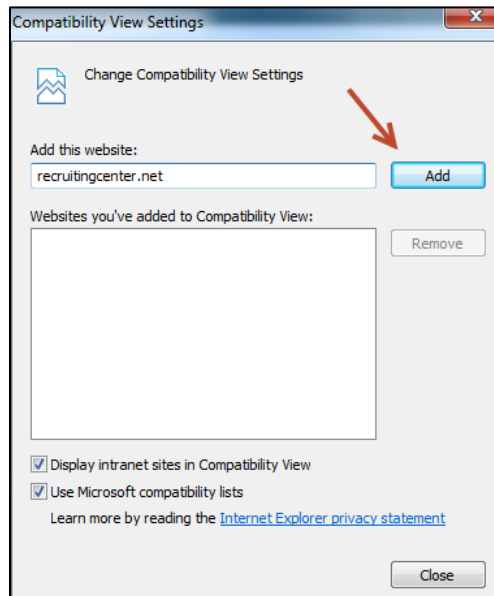 Compatibility View Settings
Change Compatibility View Settings
Add this website:
recruitingcenter.net
Add
Websites you've added to Compatibility View:
Remove
Display intranet sites in Compatibility View
Use Microsoft compatibility lists
Learn more by reading the Internet Explorer privacy statement
Close